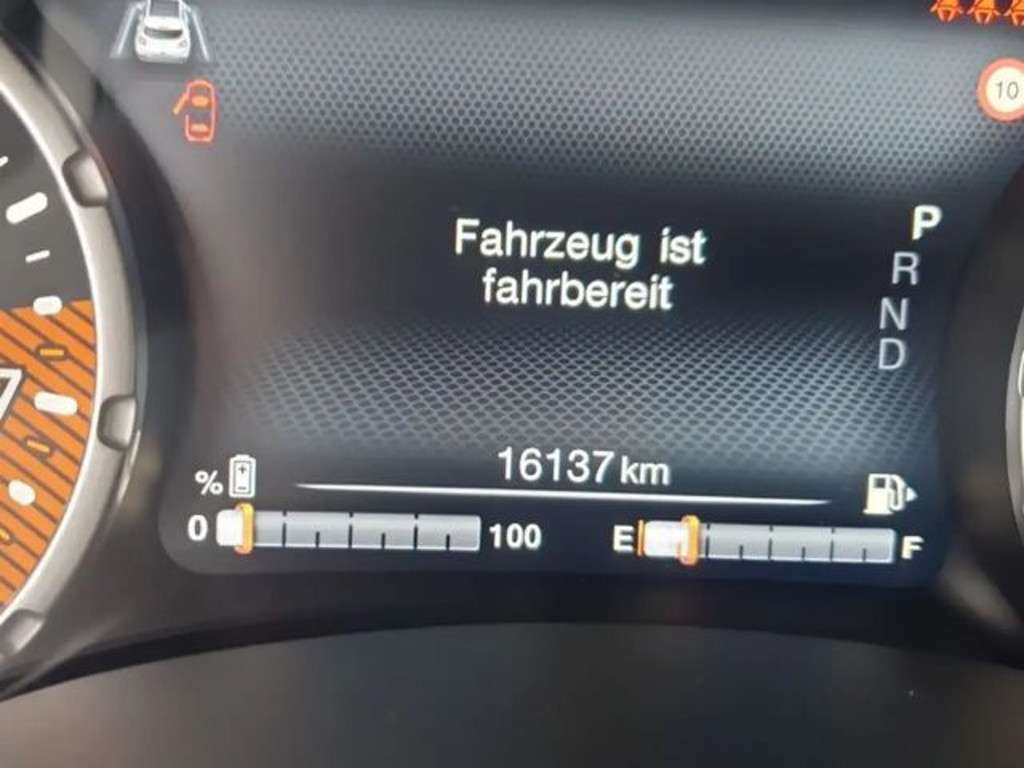 10
Fahrzeug ist
fahrbereit
P
R
N
D
16137 km
%
0 100
E F